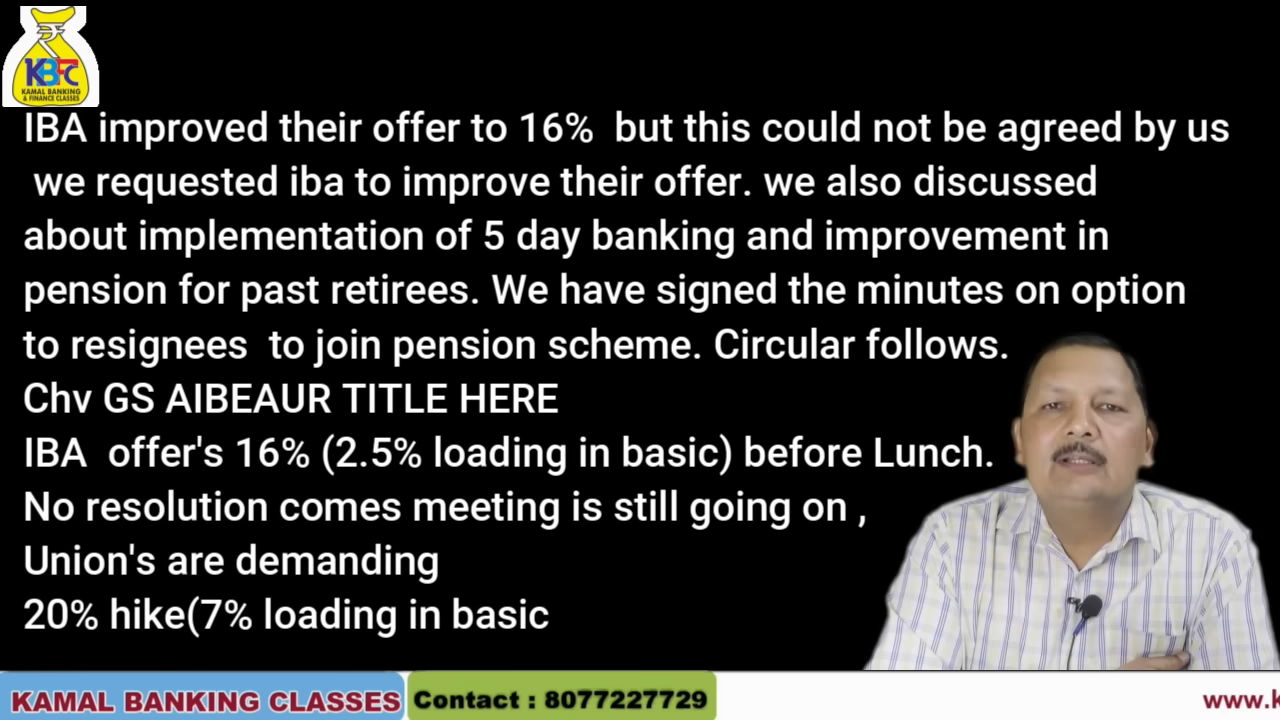 KBFC
KAMAL BANKING
& FINANCE CLASSES
IBA improved their offer to 16% but this could not be agreed by us
we requested iba to improve their offer. we also discussed
about implementation of 5 day banking and improvement in
pension for past retirees. We have signed the minutes on option
to resignees to join pension scheme. Circular follows.
Chv GS AIBEAUR TITLE HERE
IBA offer's 16% (2.5% loading in basic) before Lunch.
No resolution comes meeting is still going on ,
Union's are demanding
20% hike(7% loading in basic
KAMAL BANKING CLASSES
Contact : 8077227729
www.k